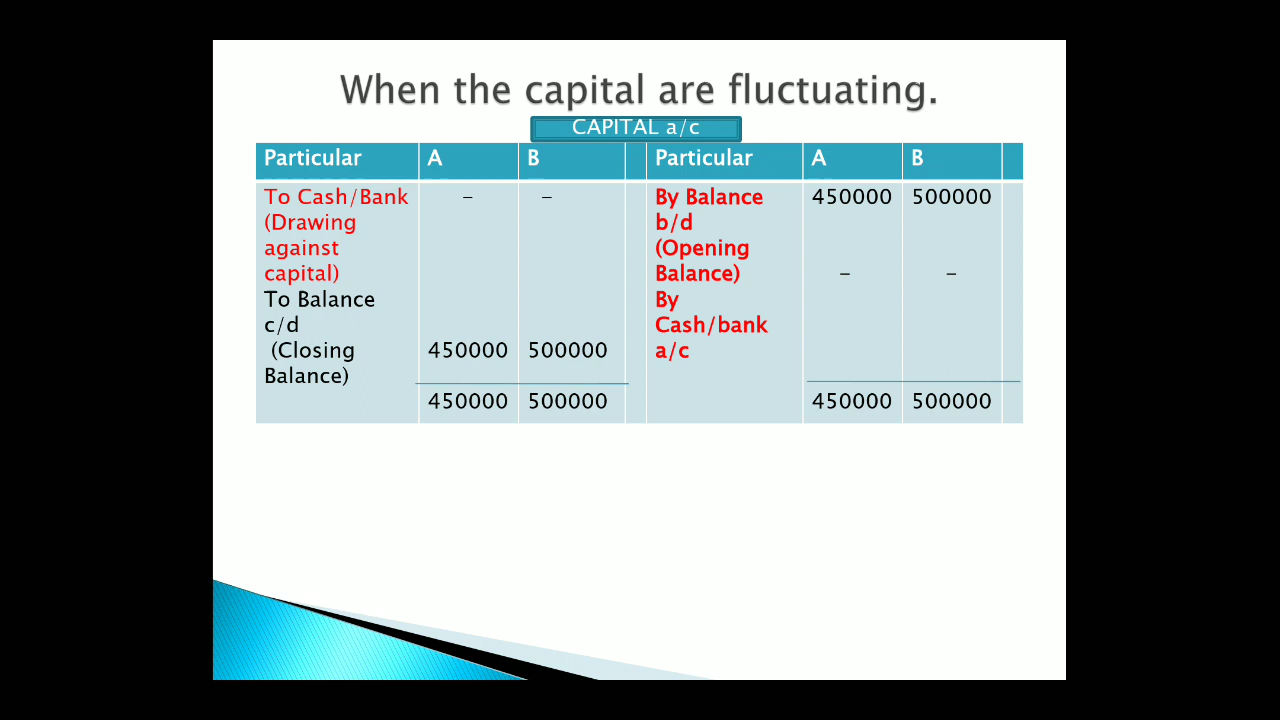 When the capital are fluctuating.
CAPITAL a/c
Particular A B Particular A B
To Cash/Bank - - By Balance 450000 500000
(Drawing b/d
against (Opening
capital) Balance) - -
To Balance By
c/d Cash/bank
(Closing 450000 500000 a/c
Balance)
450000 500000 450000 500000